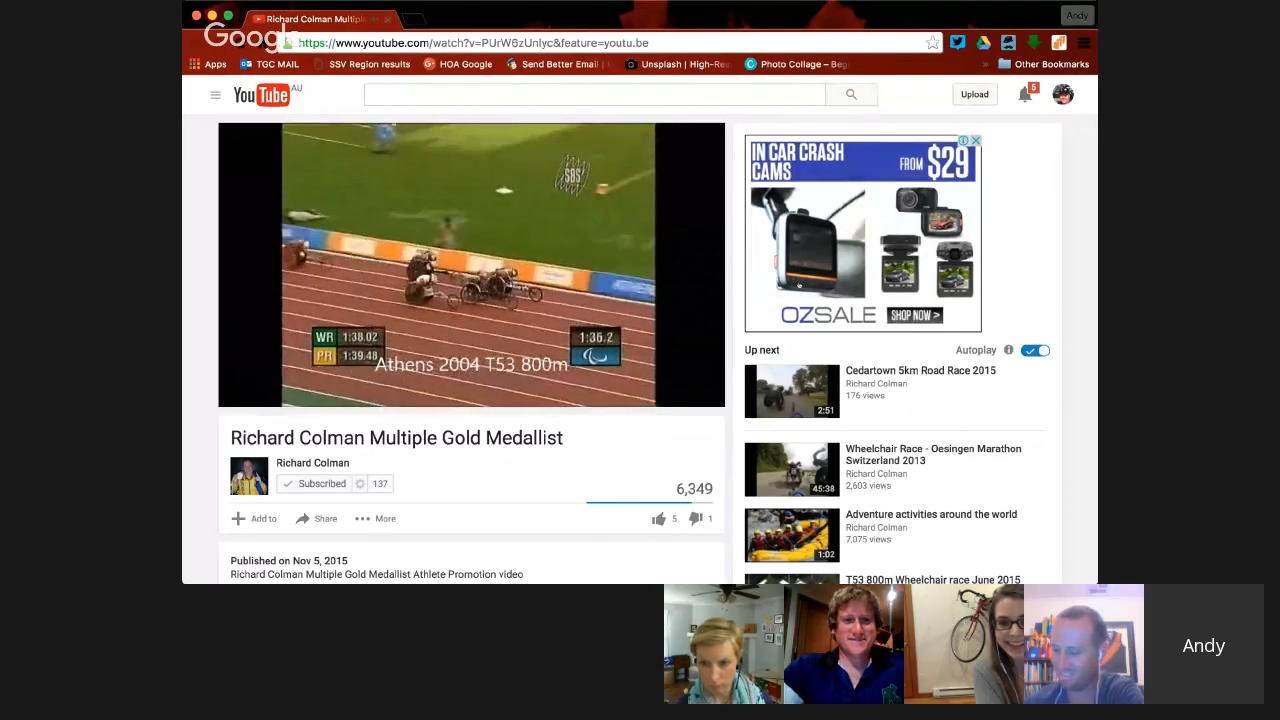 Richard Colman Multiple
Andy
Google
https://www.youtube.com/watch?v=PUrW6zUnlyc&feature=youtu.be
Apps
TGC MAIL
SSV Region results
HOA Google
Send Better Email
Unsplash | High-Res
Photo Collage – Beg
»
Other Bookmarks
YouTube AU
Upload
5
SBS
WR 1:38.02
PR 1:39.48
1:36.2
Athens 2004 T53 800m
IN CAR CRASH
CAMS
FROM $29
OZSALE
SHOP NOW >
Up next
Autoplay
Cedartown 5km Road Race 2015
Richard Colman
176 views
2:51
Wheelchair Race - Oesingen Marathon
Switzerland 2013
Richard Colman
2,603 views
45:38
Adventure activities around the world
Richard Colman
7,075 views
1:02
T53 800m Wheelchair race June 2015
Richard Colman Multiple Gold Medallist
Richard Colman
Subscribed 137
6,349
Add to
Share
More
5
1
Published on Nov 5, 2015
Richard Colman Multiple Gold Medallist Athlete Promotion video
Andy